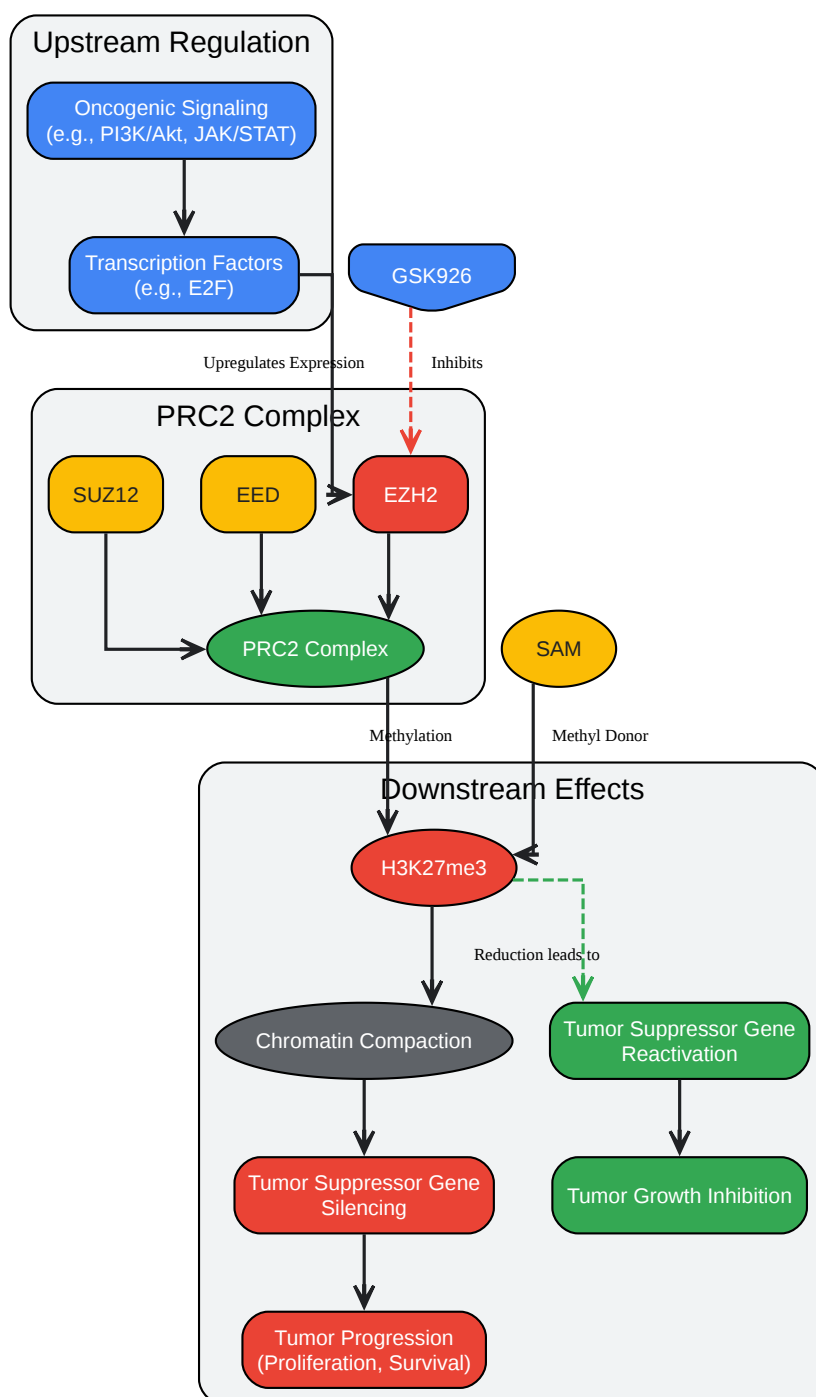 Upstream Regulation
Oncogenic Signaling
(e.g., PI3K/Akt, JAK/STAT)
Transcription Factors
(e.g., E2F)
GSK926
Upregulates Expression
Inhibits
PRC2 Complex
SUZ12
EED
EZH2
PRC2 Complex
SAM
Methylation
Methyl Donor
Downstream Effects
H3K27me3
Reduction leads to
Chromatin Compaction
Tumor Suppressor Gene
Reactivation
Tumor Suppressor Gene
Silencing
Tumor Growth Inhibition
Tumor Progression
(Proliferation, Survival)